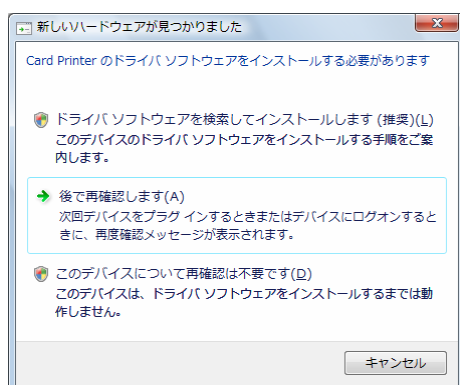 新しいハードウェアが見つかりました
Card Printer のドライバ ソフトウェアをインストールする必要があります
ドライバ ソフトウェアを検索してインストールします (推奨)(L)
このデバイスのドライバ ソフトウェアをインストールする手順をご案
内します。
後で再確認します(A)
次回デバイスをプラグ インするときまたはデバイスにログオンすると
きに、再度確認メッセージが表示されます。
このデバイスについて再確認は不要です(D)
このデバイスは、ドライバ ソフトウェアをインストールするまでは動
作しません。
キャンセル